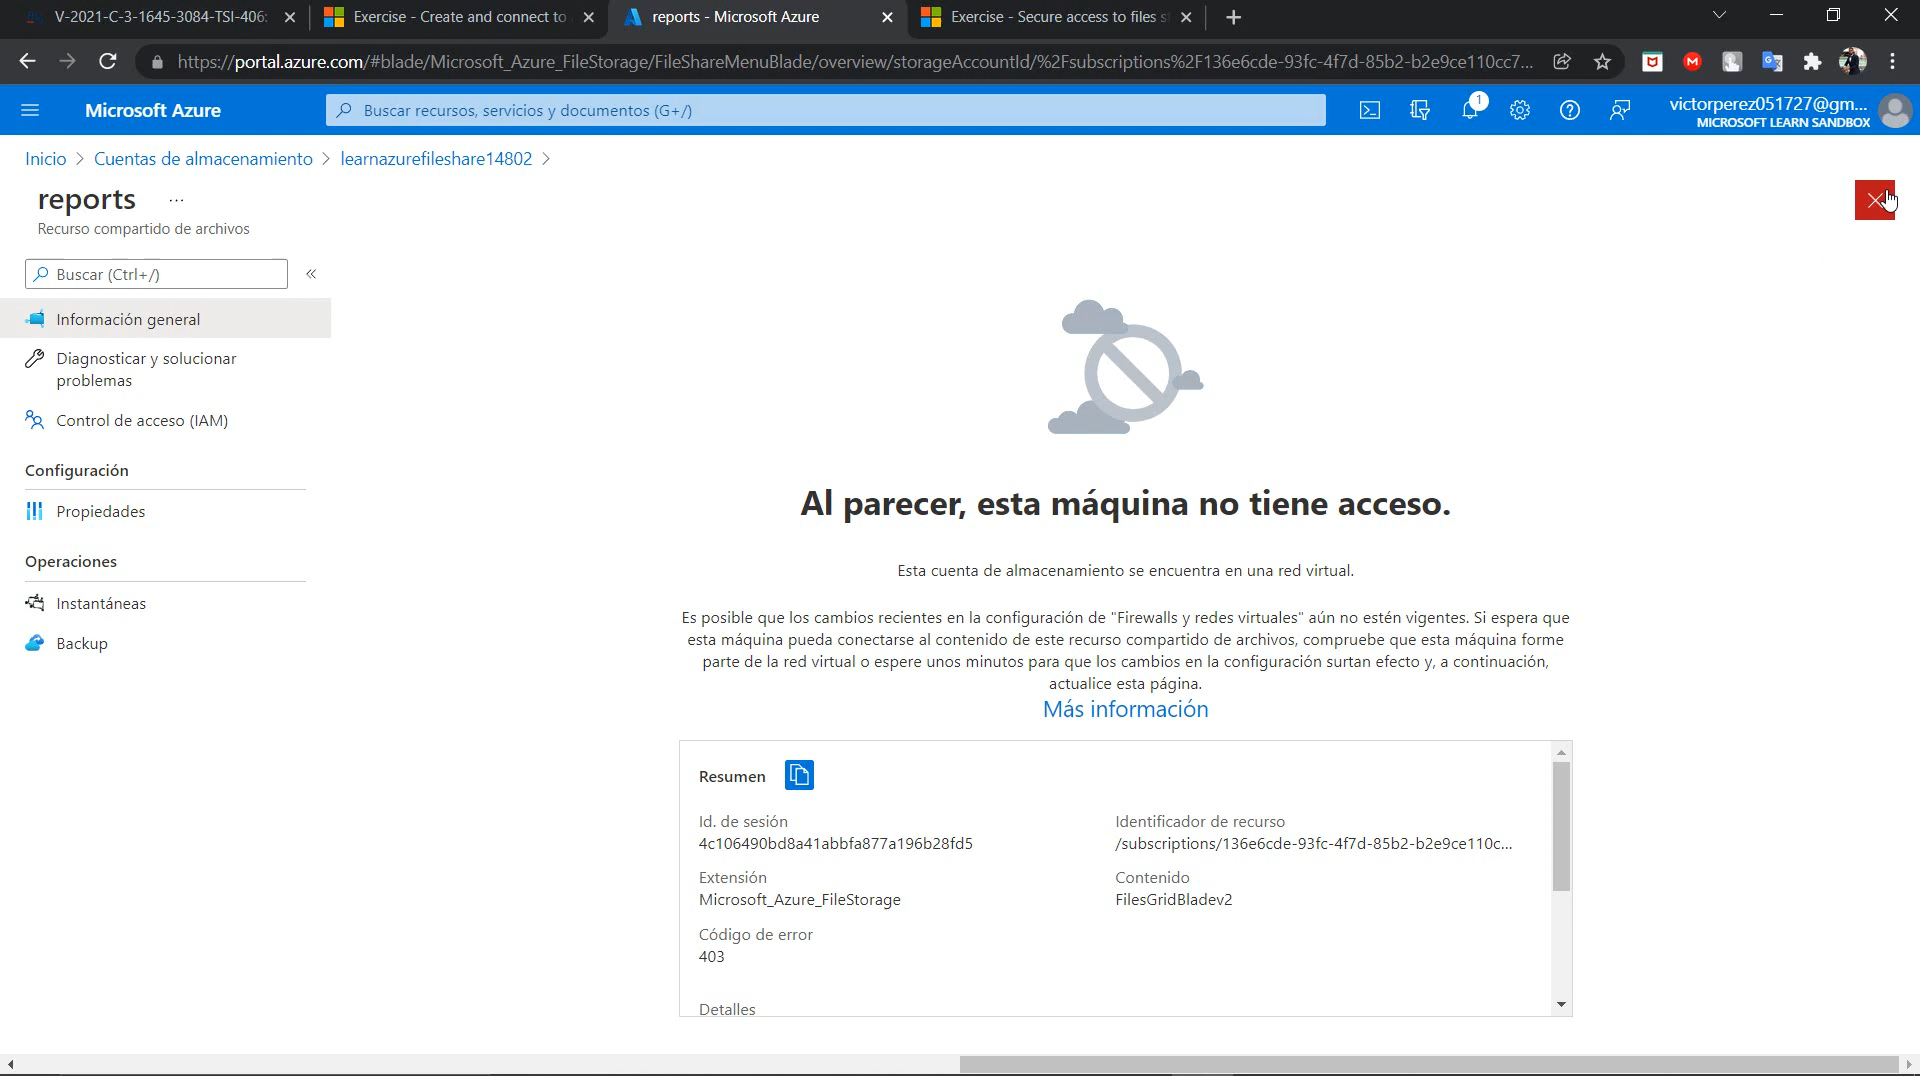 V-2021-C-3-1645-3084-TSI-406:
Exercise - Create and connect to
reports - Microsoft Azure
Exercise - Secure access to files s
https://portal.azure.com/#blade/Microsoft_Azure_FileStorage/FileShareMenuBlade/overview/storageAccountId/%2Fsubscriptions%2F136e6cde-93fc-4f7d-85b2-b2e9ce110cc7...
Microsoft Azure
Buscar recursos, servicios y documentos (G+/)
1
victorperez051727@gm...
MICROSOFT LEARN SANDBOX
Inicio > Cuentas de almacenamiento > learnazurefileshare14802 >
reports ...
Recurso compartido de archivos
Buscar (Ctrl+/)
«
Información general
Diagnosticar y solucionar
problemas
Control de acceso (IAM)
Configuración
Propiedades
Operaciones
Instantáneas
Backup
Al parecer, esta máquina no tiene acceso.
Esta cuenta de almacenamiento se encuentra en una red virtual.
Es posible que los cambios recientes en la configuración de "Firewalls y redes virtuales" aún no estén vigentes. Si espera que
esta máquina pueda conectarse al contenido de este recurso compartido de archivos, compruebe que esta máquina forme
parte de la red virtual o espere unos minutos para que los cambios en la configuración surtan efecto y, a continuación,
actualice esta página.
Más información
Resumen
Id. de sesión
4c106490bd8a41abbfa877a196b28fd5
Identificador de recurso
/subscriptions/136e6cde-93fc-4f7d-85b2-b2e9ce110c...
Extensión
Microsoft_Azure_FileStorage
Contenido
FilesGridBladev2
Código de error
403
Detalles